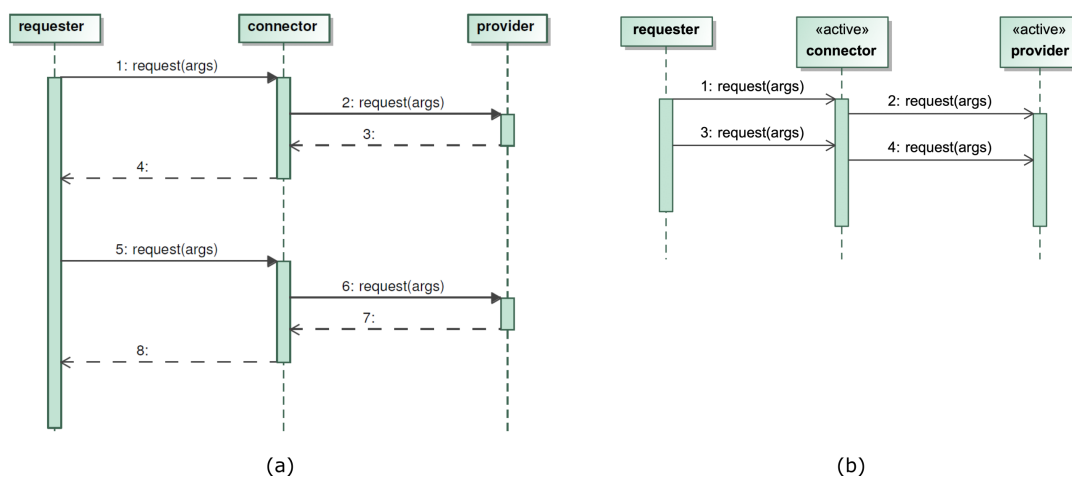 requester
connector
provider
1: request(args)
2: request(args)
3:
4:
5: request(args)
6: request(args)
7:
8:
(a)
requester
«active»
connector
«active»
provider
1: request(args)
2: request(args)
3: request(args)
4: request(args)
(b)